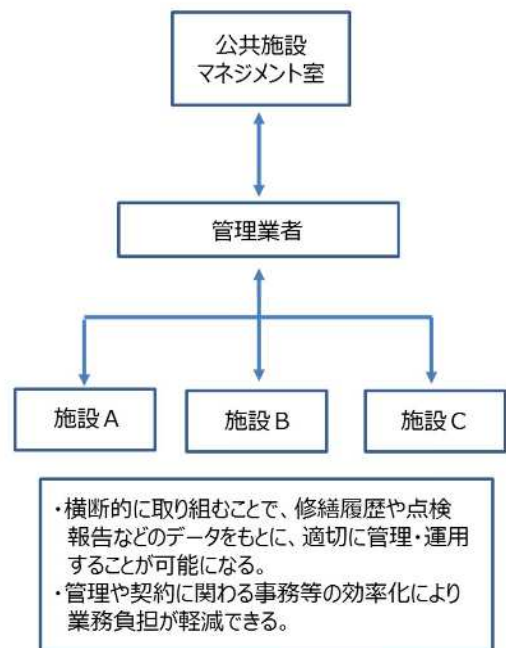 公共施設
マネジメント室
管理業者
施設A
施設B
施設C
・横断的に取り組むことで、修繕履歴や点検
報告などのデータをもとに、適切に管理・運用
することが可能になる。
・管理や契約に関わる事務等の効率化により
業務負担が軽減できる。